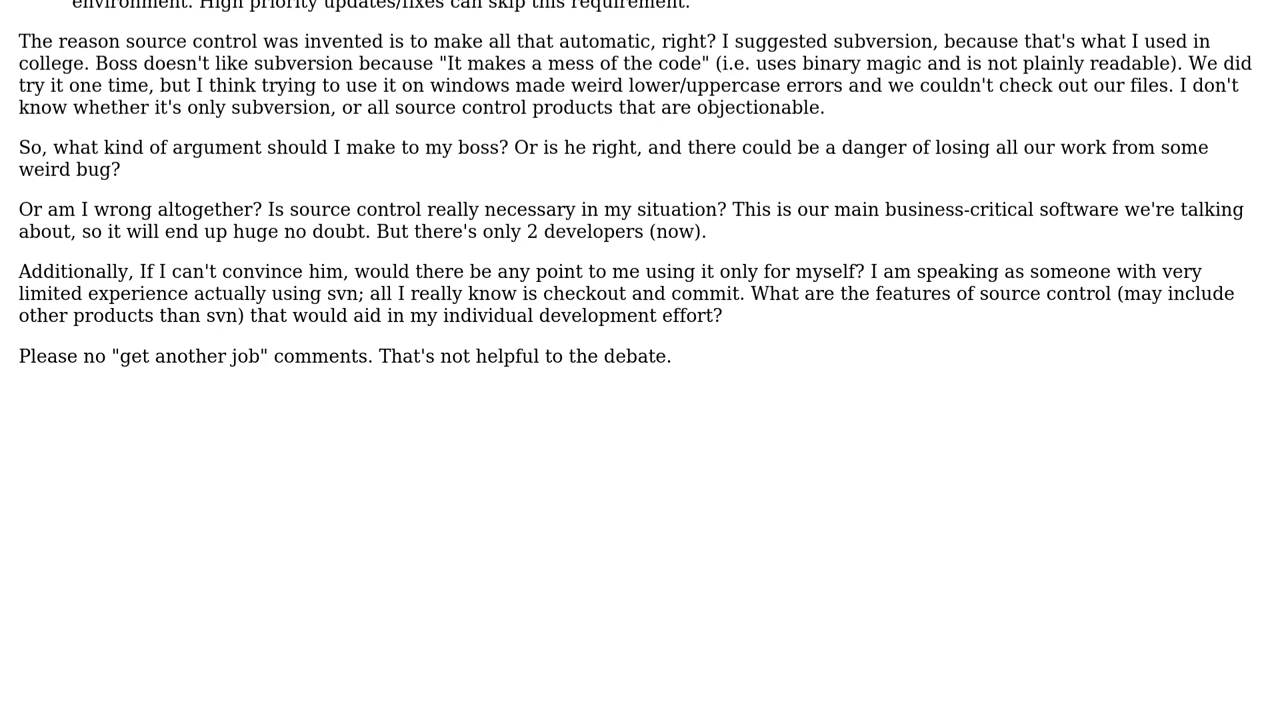 environment. High priority updates/fixes can skip this requirement.
The reason source control was invented is to make all that automatic, right? I suggested subversion, because that's what I used in
college. Boss doesn't like subversion because "It makes a mess of the code" (i.e. uses binary magic and is not plainly readable). We did
try it one time, but I think trying to use it on windows made weird lower/uppercase errors and we couldn't check out our files. I don't
know whether it's only subversion, or all source control products that are objectionable.
So, what kind of argument should I make to my boss? Or is he right, and there could be a danger of losing all our work from some
weird bug?
Or am I wrong altogether? Is source control really necessary in my situation? This is our main business-critical software we're talking
about, so it will end up huge no doubt. But there's only 2 developers (now).
Additionally, If I can't convince him, would there be any point to me using it only for myself? I am speaking as someone with very
limited experience actually using svn; all I really know is checkout and commit. What are the features of source control (may include
other products than svn) that would aid in my individual development effort?
Please no "get another job" comments. That's not helpful to the debate.